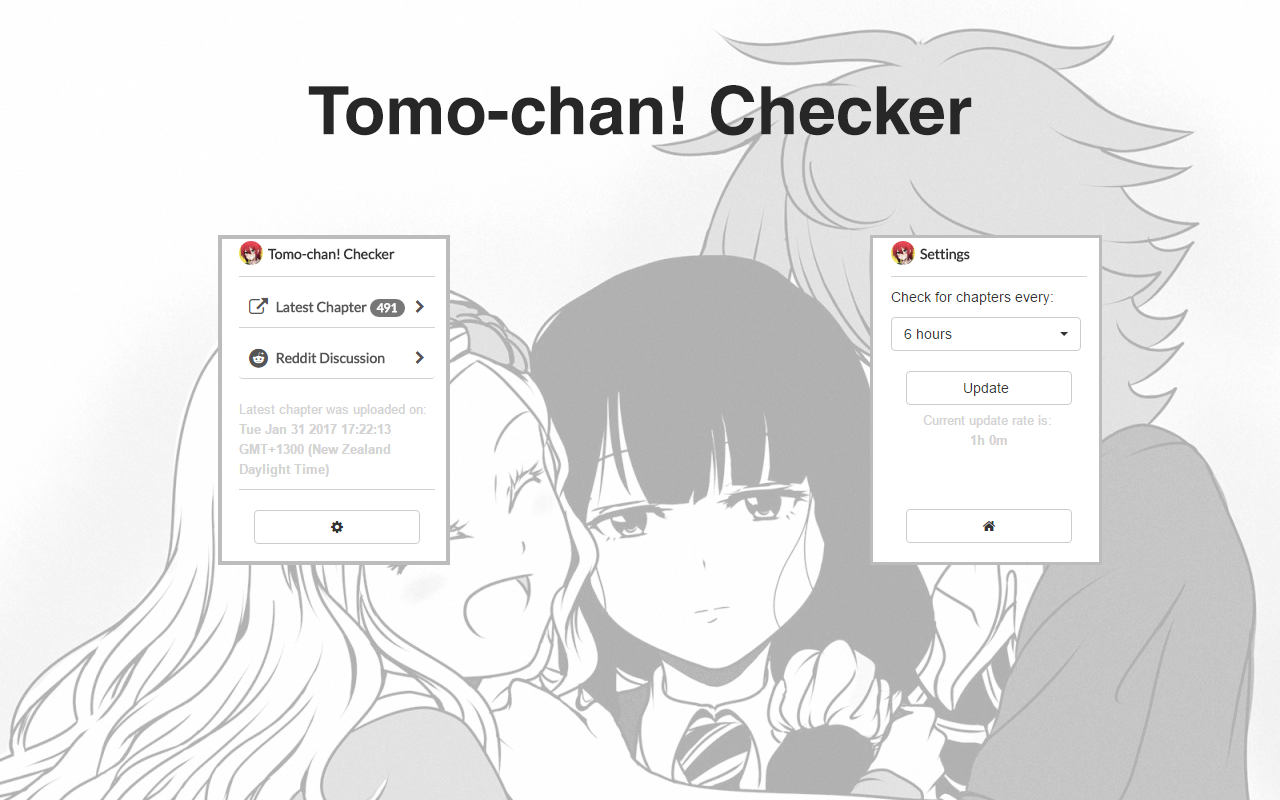 Tomo-chan! Checker
Tomo-chan! Checker
Latest Chapter 491
Reddit Discussion
Latest chapter was uploaded on:
Tue Jan 31 2017 17:22:13
GMT+1300 (New Zealand
Daylight Time)
Settings
Check for chapters every:
6 hours
Update
Current update rate is:
1h 0m